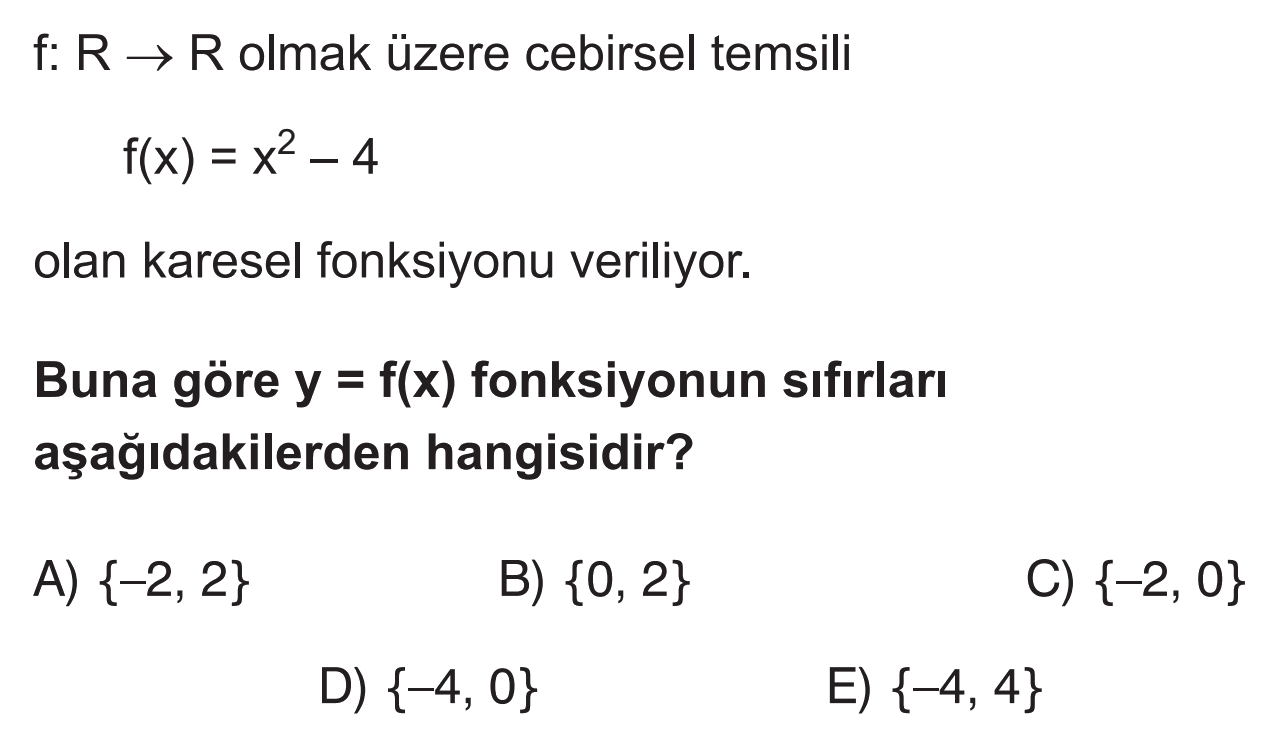 f: R → R olmak üzere cebirsel temsili
f(x) = x² – 4
olan karesel fonksiyonu veriliyor.
Buna göre y = f(x) fonksiyonun sıfırları
aşağıdakilerden hangisidir?
A) {–2, 2} B) {0, 2} C) {–2, 0}
D) {–4, 0} E) {–4, 4}